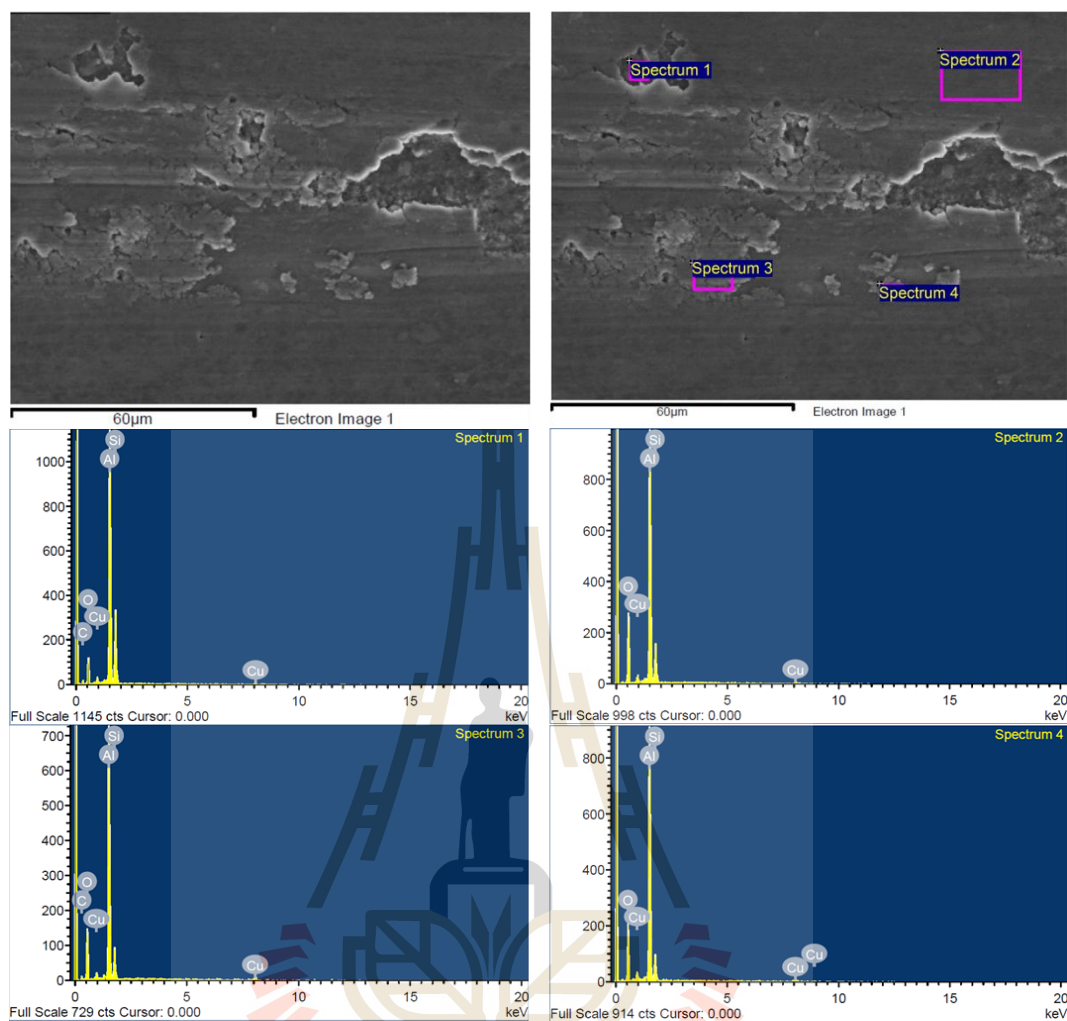 Spectrum 1
Spectrum 2
Spectrum 3
Spectrum 4
60µm Electron Image 1
60µm Electron Image 1
Spectrum 1
Si
Al
O
Cu
C
Cu
1000
800
600
400
200
0
0 5 10 15 20
Full Scale 1145 cts Cursor: 0.000 keV
Spectrum 2
Si
Al
O
Cu
Cu
800
600
400
200
0
0 5 10 15 20
Full Scale 998 cts Cursor: 0.000 keV
Spectrum 3
Si
Al
O
C
Cu
Cu
700
600
500
400
300
200
100
0
0 5 10 15 20
Full Scale 729 cts Cursor: 0.000 keV
Spectrum 4
Si
Al
O
Cu
Cu
Cu
800
600
400
200
0
0 5 10 15 20
Full Scale 914 cts Cursor: 0.000 keV